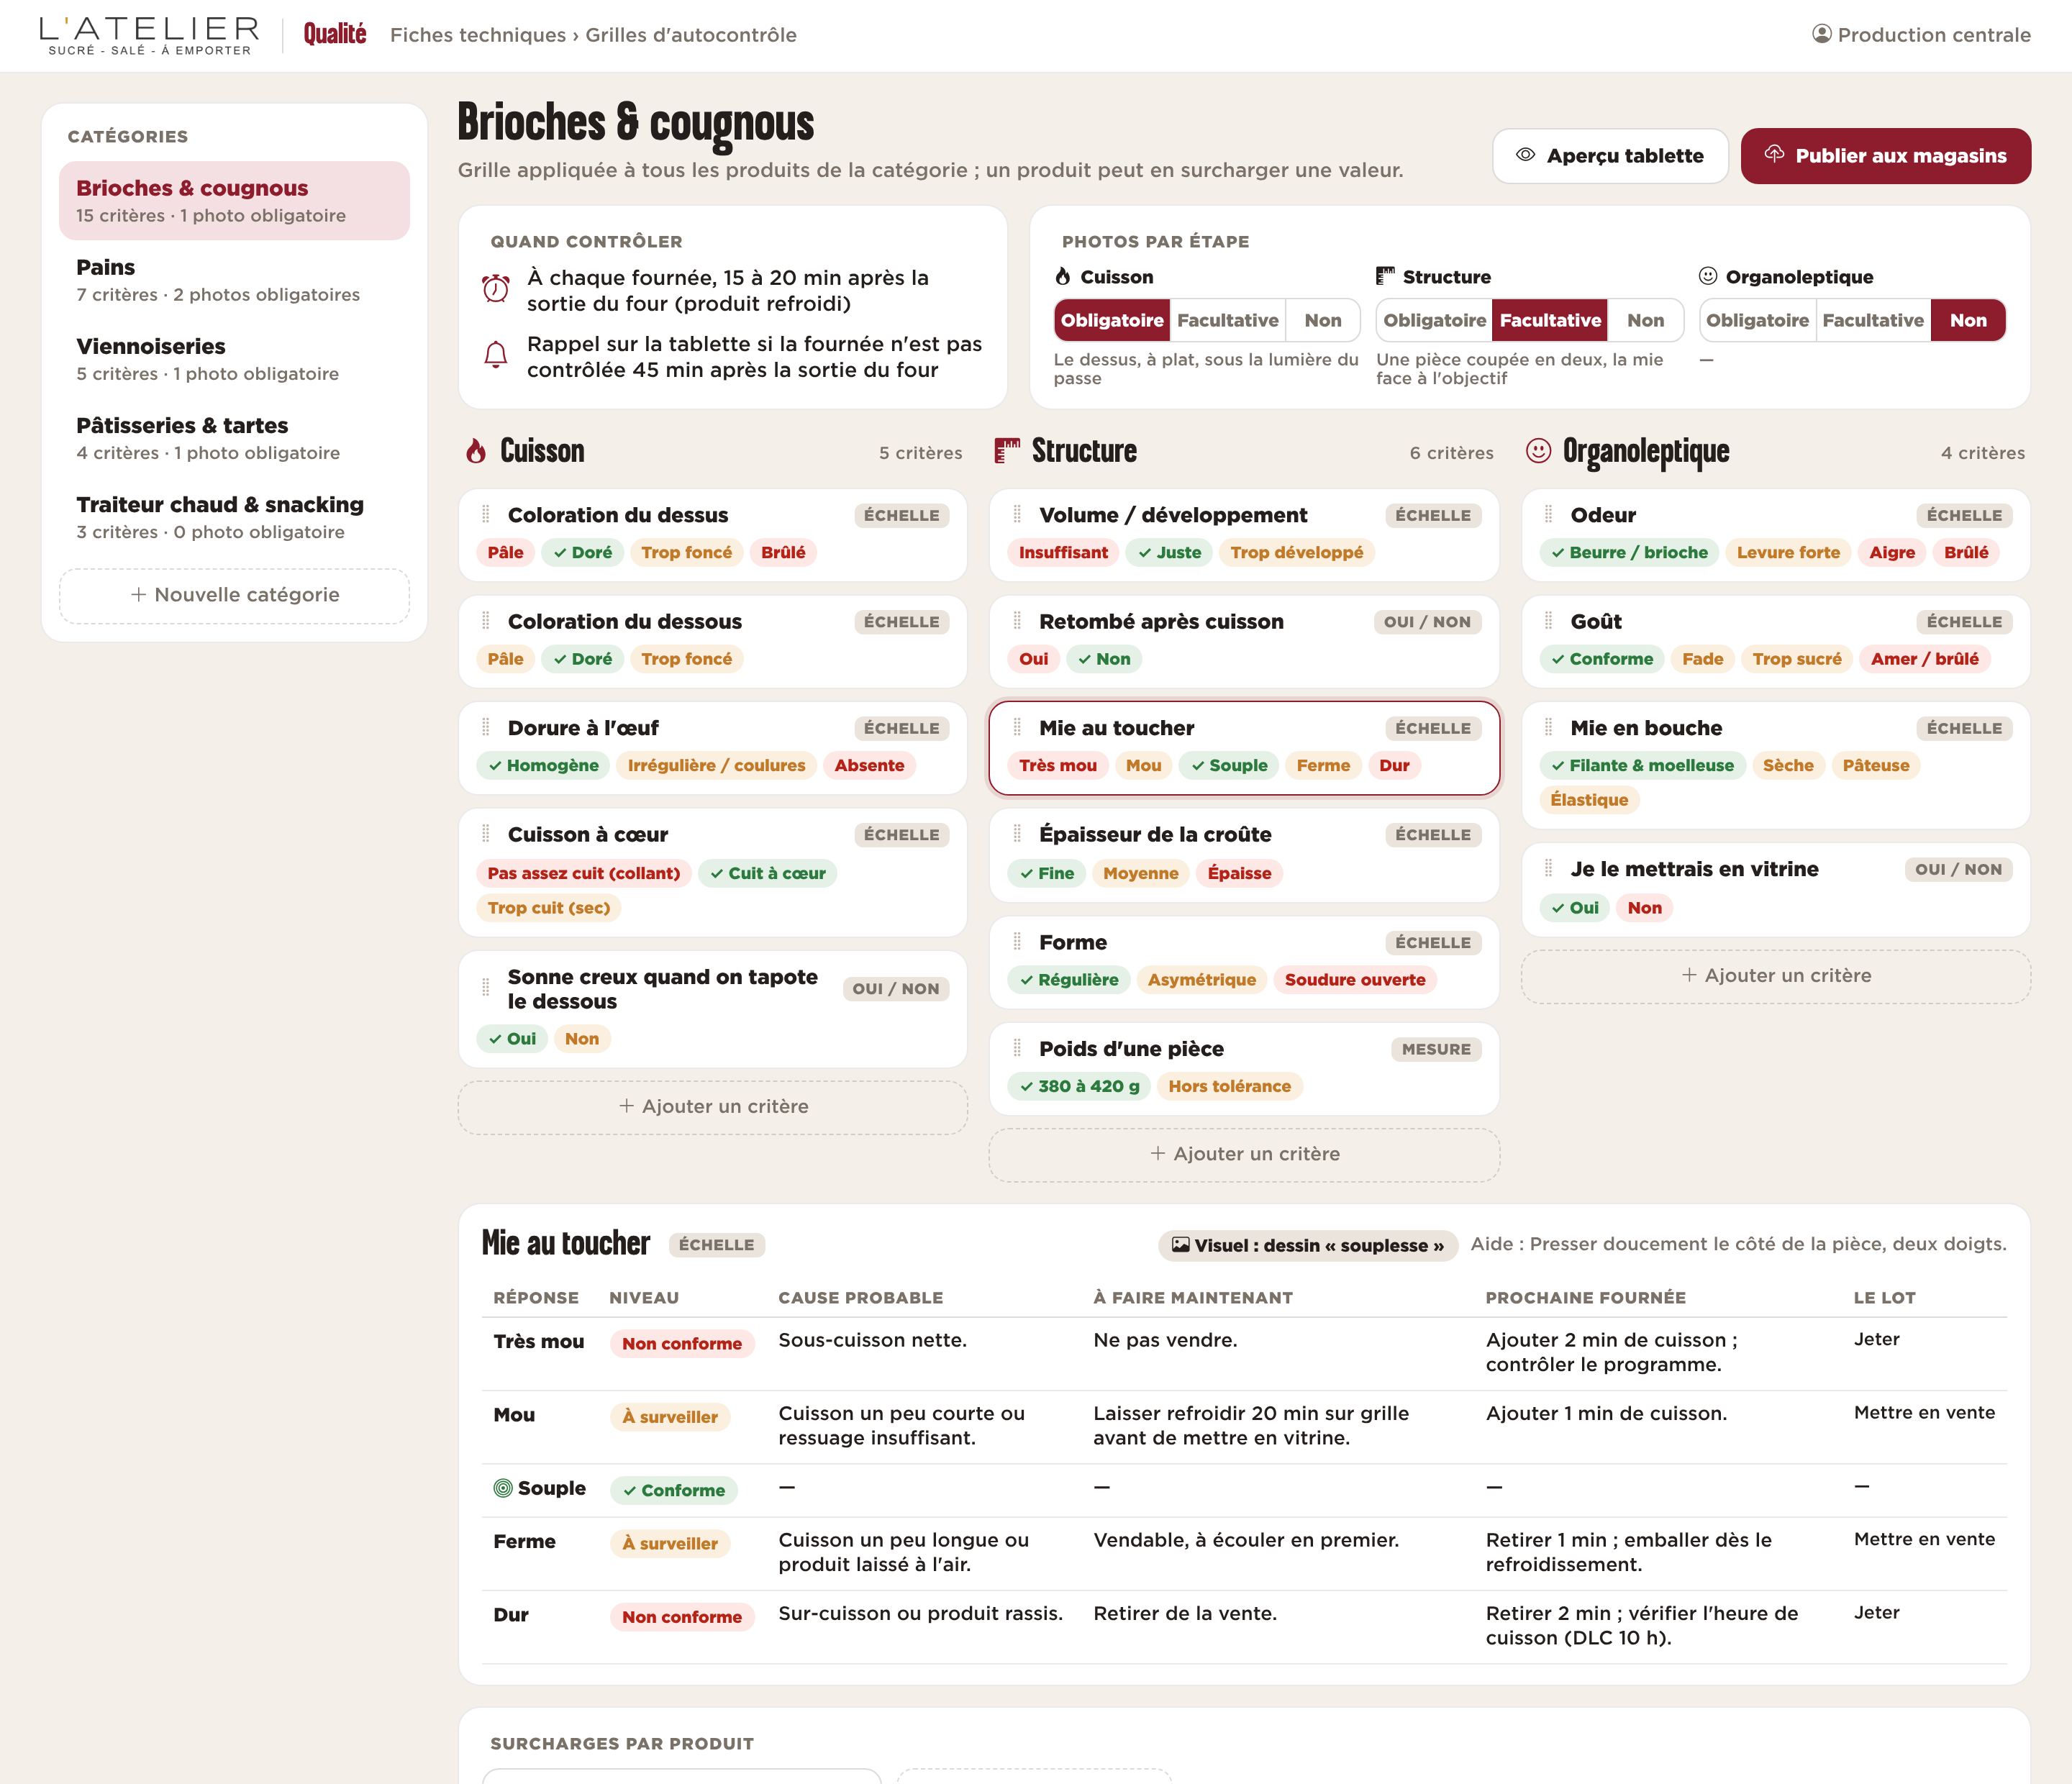 L'ATELIER
SUCRÉ - SALÉ - À EMPORTER
Qualité
Fiches techniques › Grilles d'autocontrôle
Production centrale
CATÉGORIES
Brioches & cougnous
15 critères · 1 photo obligatoire
Pains
7 critères · 2 photos obligatoires
Viennoiseries
5 critères · 1 photo obligatoire
Pâtisseries & tartes
4 critères · 1 photo obligatoire
Traiteur chaud & snacking
3 critères · 0 photo obligatoire
+ Nouvelle catégorie
Brioches & cougnous
Grille appliquée à tous les produits de la catégorie ; un produit peut en surcharger une valeur.
Aperçu tablette
Publier aux magasins
QUAND CONTRÔLER
À chaque fournée, 15 à 20 min après la
sortie du four (produit refroidi)
Rappel sur la tablette si la fournée n'est pas
contrôlée 45 min après la sortie du four
PHOTOS PAR ÉTAPE
Cuisson
Obligatoire Facultative Non
Le dessus, à plat, sous la lumière du
passe
Structure
Obligatoire Facultative Non
Une pièce coupée en deux, la mie
face à l'objectif
Organoleptique
Obligatoire Facultative Non
—
Cuisson 5 critères
Coloration du dessus ÉCHELLE
Pâle ✓ Doré Trop foncé Brûlé
Coloration du dessous ÉCHELLE
Pâle ✓ Doré Trop foncé
Dorure à l'œuf ÉCHELLE
✓ Homogène Irrégulière / coulures Absente
Cuisson à cœur ÉCHELLE
Pas assez cuit (collant) ✓ Cuit à cœur
Trop cuit (sec)
Sonne creux quand on tapote
le dessous
OUI / NON
✓ Oui Non
+ Ajouter un critère
Structure 6 critères
Volume / développement ÉCHELLE
Insuffisant ✓ Juste Trop développé
Retombé après cuisson OUI / NON
Oui ✓ Non
Mie au toucher ÉCHELLE
Très mou Mou ✓ Souple Ferme Dur
Épaisseur de la croûte ÉCHELLE
✓ Fine Moyenne Épaisse
Forme ÉCHELLE
✓ Régulière Asymétrique Soudure ouverte
Poids d'une pièce MESURE
✓ 380 à 420 g Hors tolérance
+ Ajouter un critère
Organoleptique 4 critères
Odeur ÉCHELLE
✓ Beurre / brioche Levure forte Aigre Brûlé
Goût ÉCHELLE
✓ Conforme Fade Trop sucré Amer / brûlé
Mie en bouche ÉCHELLE
✓ Filante & moelleuse Sèche Pâteuse
Élastique
Je le mettrais en vitrine OUI / NON
✓ Oui Non
+ Ajouter un critère
Mie au toucher ÉCHELLE Visuel : dessin « souplesse » Aide : Presser doucement le côté de la pièce, deux doigts.
RÉPONSE NIVEAU CAUSE PROBABLE À FAIRE MAINTENANT PROCHAINE FOURNÉE LE LOT
Très mou Non conforme Sous-cuisson nette. Ne pas vendre. Ajouter 2 min de cuisson ; Jeter
contrôler le programme.
Mou À surveiller Cuisson un peu courte ou Laisser refroidir 20 min sur grille Ajouter 1 min de cuisson. Mettre en vente
ressuage insuffisant. avant de mettre en vitrine.
Souple ✓ Conforme — — — —
Ferme À surveiller Cuisson un peu longue ou Vendable, à écouler en premier. Retirer 1 min ; emballer dès le Mettre en vente
produit laissé à l'air. refroidissement.
Dur Non conforme Sur-cuisson ou produit rassis. Retirer de la vente. Retirer 2 min ; vérifier l'heure de Jeter
cuisson (DLC 10 h).
SURCHARGES PAR PRODUIT